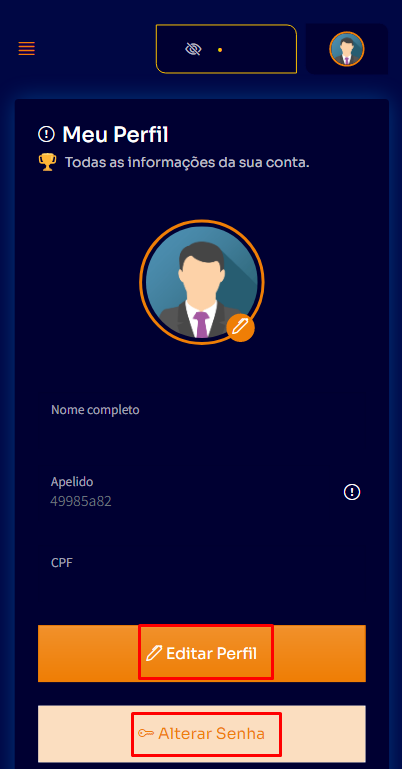 Meu Perfil
Todas as informações da sua conta.
Nome completo
Apelido
49985a82
CPF
Editar Perfil
Alterar Senha